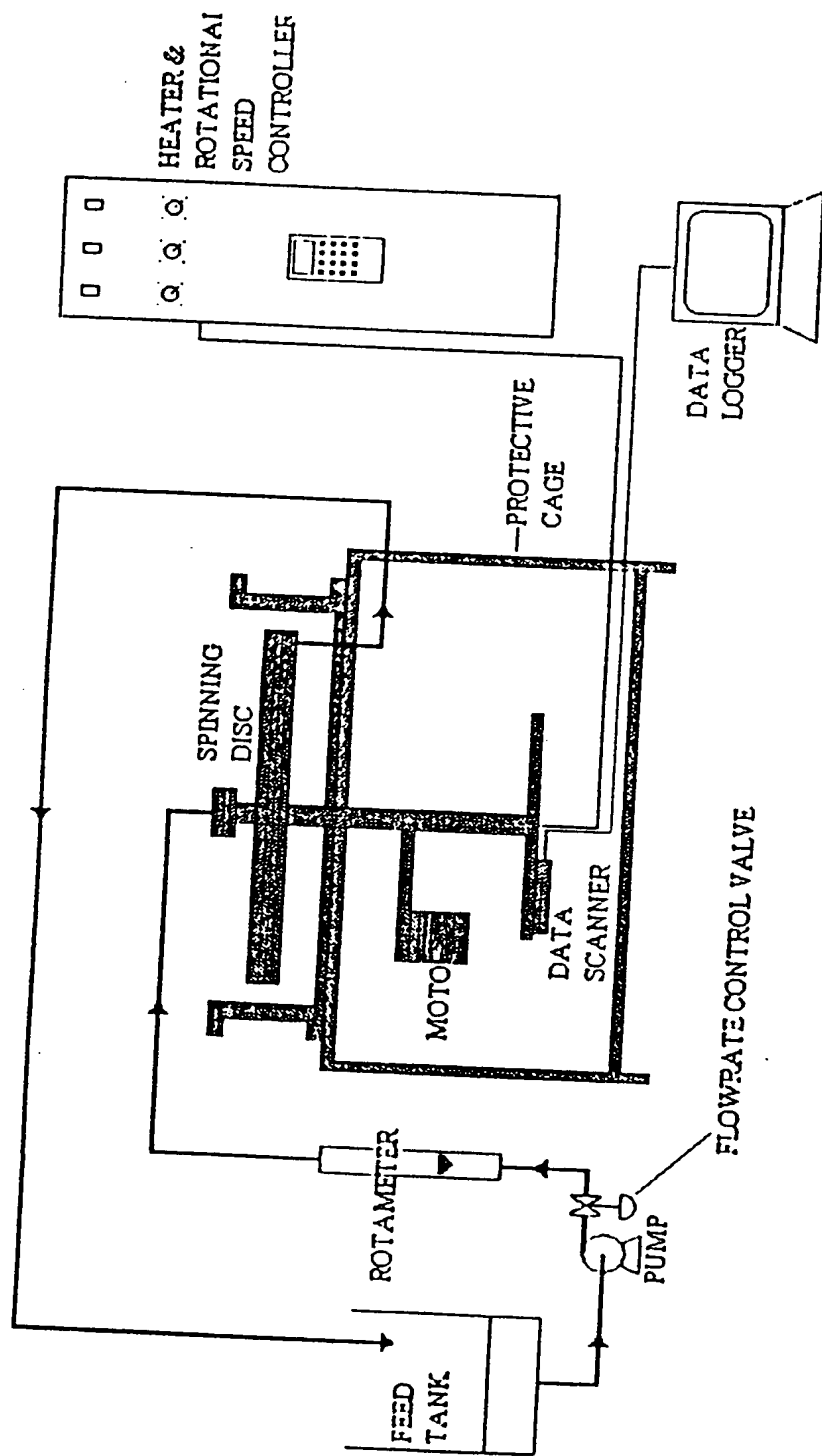 HEATER &
ROTATIONAI
SPEED
CONTROLLER
SPINNING
DISC
PROTECTIVE
CAGE
DATA
LOGGER
MOTO
DATA
SCANNER
ROTAMETER
FEED
TANK
PUMP
FLOWRATE CONTROL VALVE